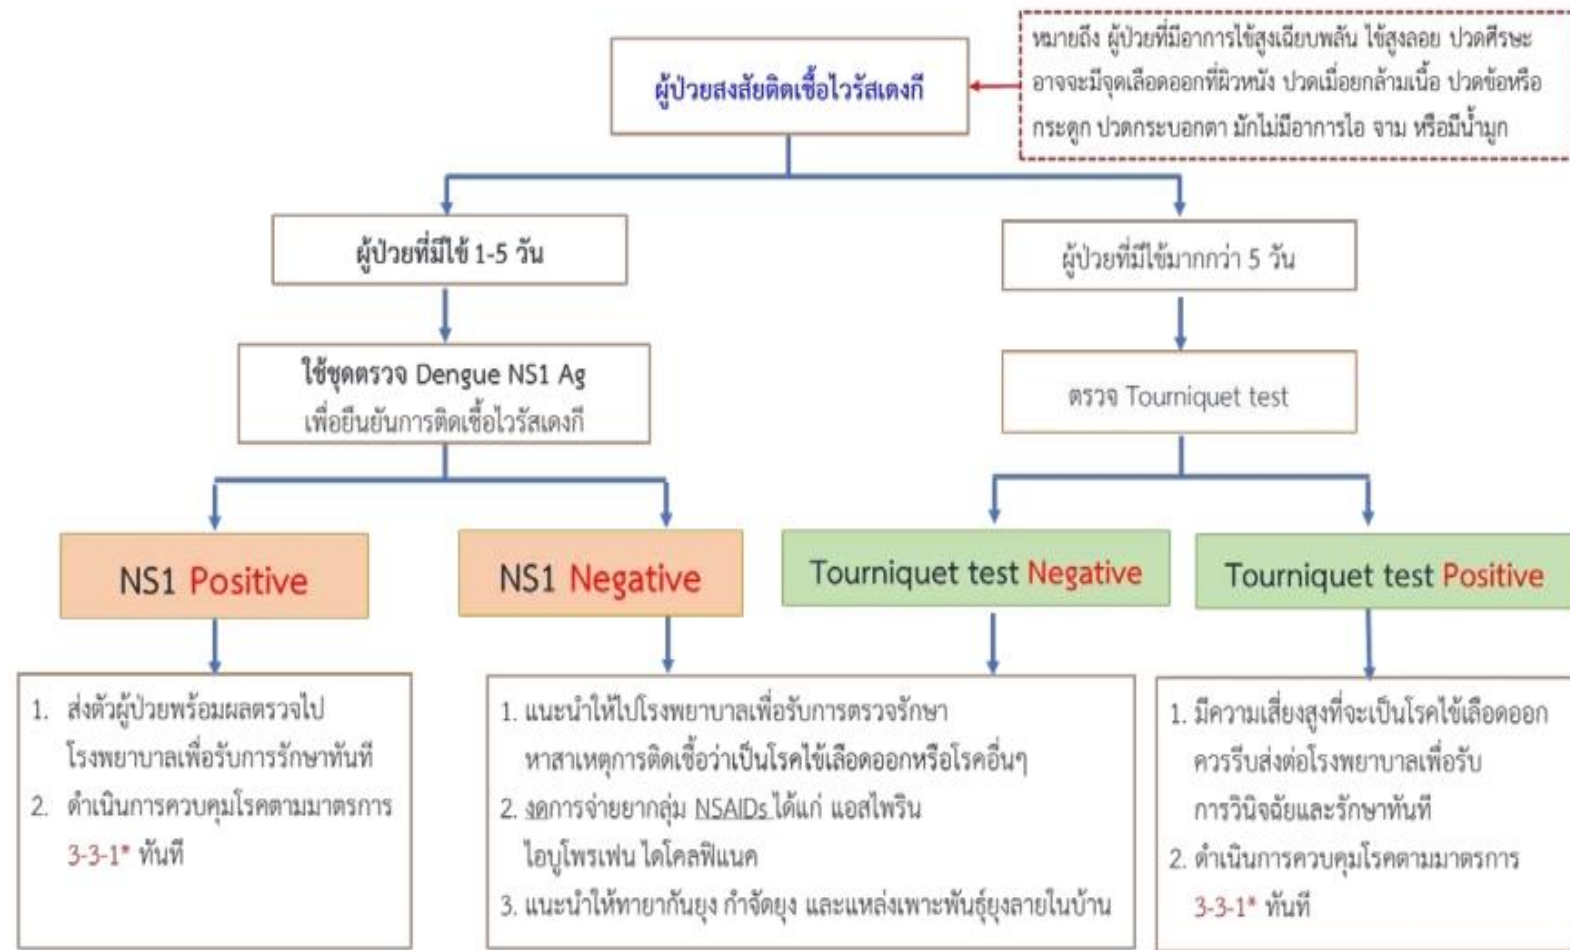 ผู้ป่วยสงสัยติดเชื้อไวรัสเดงกี
หมายถึง ผู้ป่วยที่มีอาการไข้สูงเฉียบพลัน ไข้สูงลอย ปวดศีรษะ
อาจจะมีจุดเลือดออกที่ผิวหนัง ปวดเมื่อยกล้ามเนื้อ ปวดข้อหรือ
กระดูก ปวดกระบอกตา มักไม่มีอาการไอ จาม หรือมีน้ำมูก
ผู้ป่วยที่มีไข้ 1-5 วัน
ผู้ป่วยที่มีไข้มากกว่า 5 วัน
ใช้ชุดตรวจ Dengue NS1 Ag
เพื่อยืนยันการติดเชื้อไวรัสเดงกี
ตรวจ Tourniquet test
NS1 Positive
NS1 Negative
Tourniquet test Negative
Tourniquet test Positive
1. ส่งตัวผู้ป่วยพร้อมผลตรวจไป
โรงพยาบาลเพื่อรับการรักษาทันที
2. ดำเนินการควบคุมโรคตามมาตรการ
3-3-1* ทันที
1. แนะนำให้ไปโรงพยาบาลเพื่อรับการตรวจรักษา
หาสาเหตุการติดเชื้อว่าเป็นโรคไข้เลือดออกหรือโรคอื่นๆ
2. งดการจ่ายยากลุ่ม NSAIDs ได้แก่ แอสไพริน
ไอบูโพรเฟน ไดโคลฟิแนค
3. แนะนำให้ทายากันยุง กำจัดยุง และแหล่งเพาะพันธุ์ยุงลายในบ้าน
1. มีความเสี่ยงสูงที่จะเป็นโรคไข้เลือดออก
ควรรีบส่งต่อโรงพยาบาลเพื่อรับ
การวินิจฉัยและรักษาทันที
2. ดำเนินการควบคุมโรคตามมาตรการ
3-3-1* ทันที